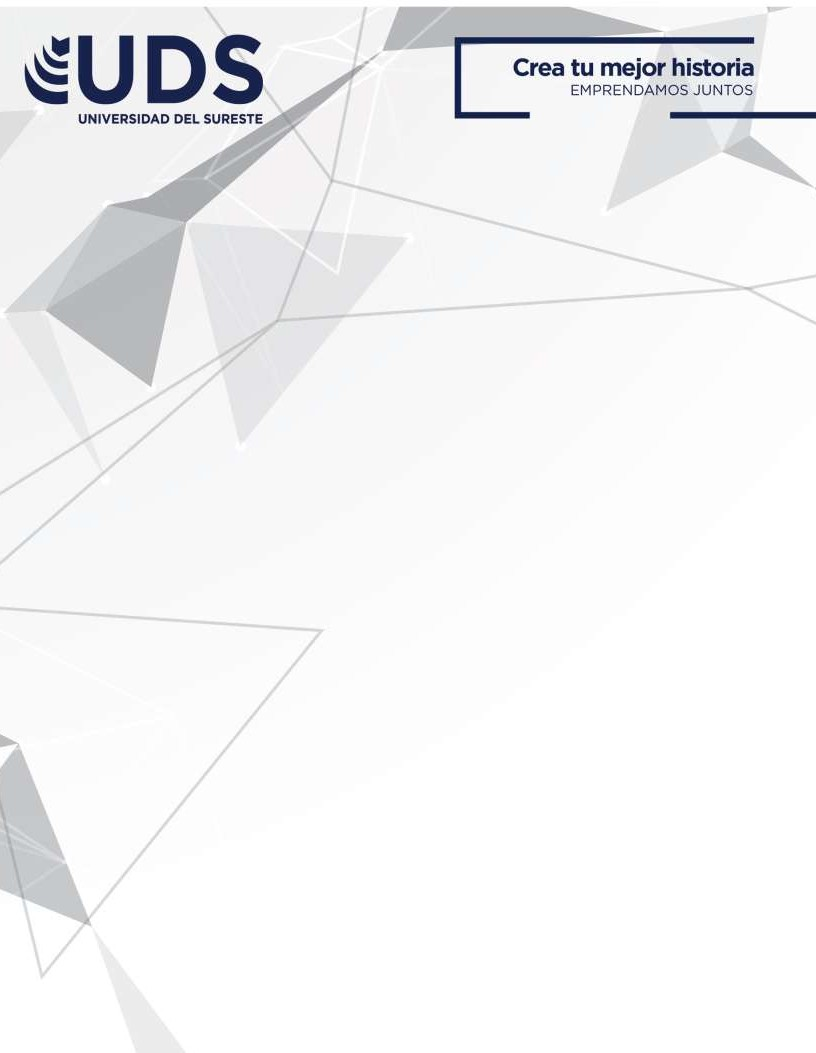 UDS
UNIVERSIDAD DEL SURESTE
Crea tu mejor historia
EMPRENDAMOS JUNTOS